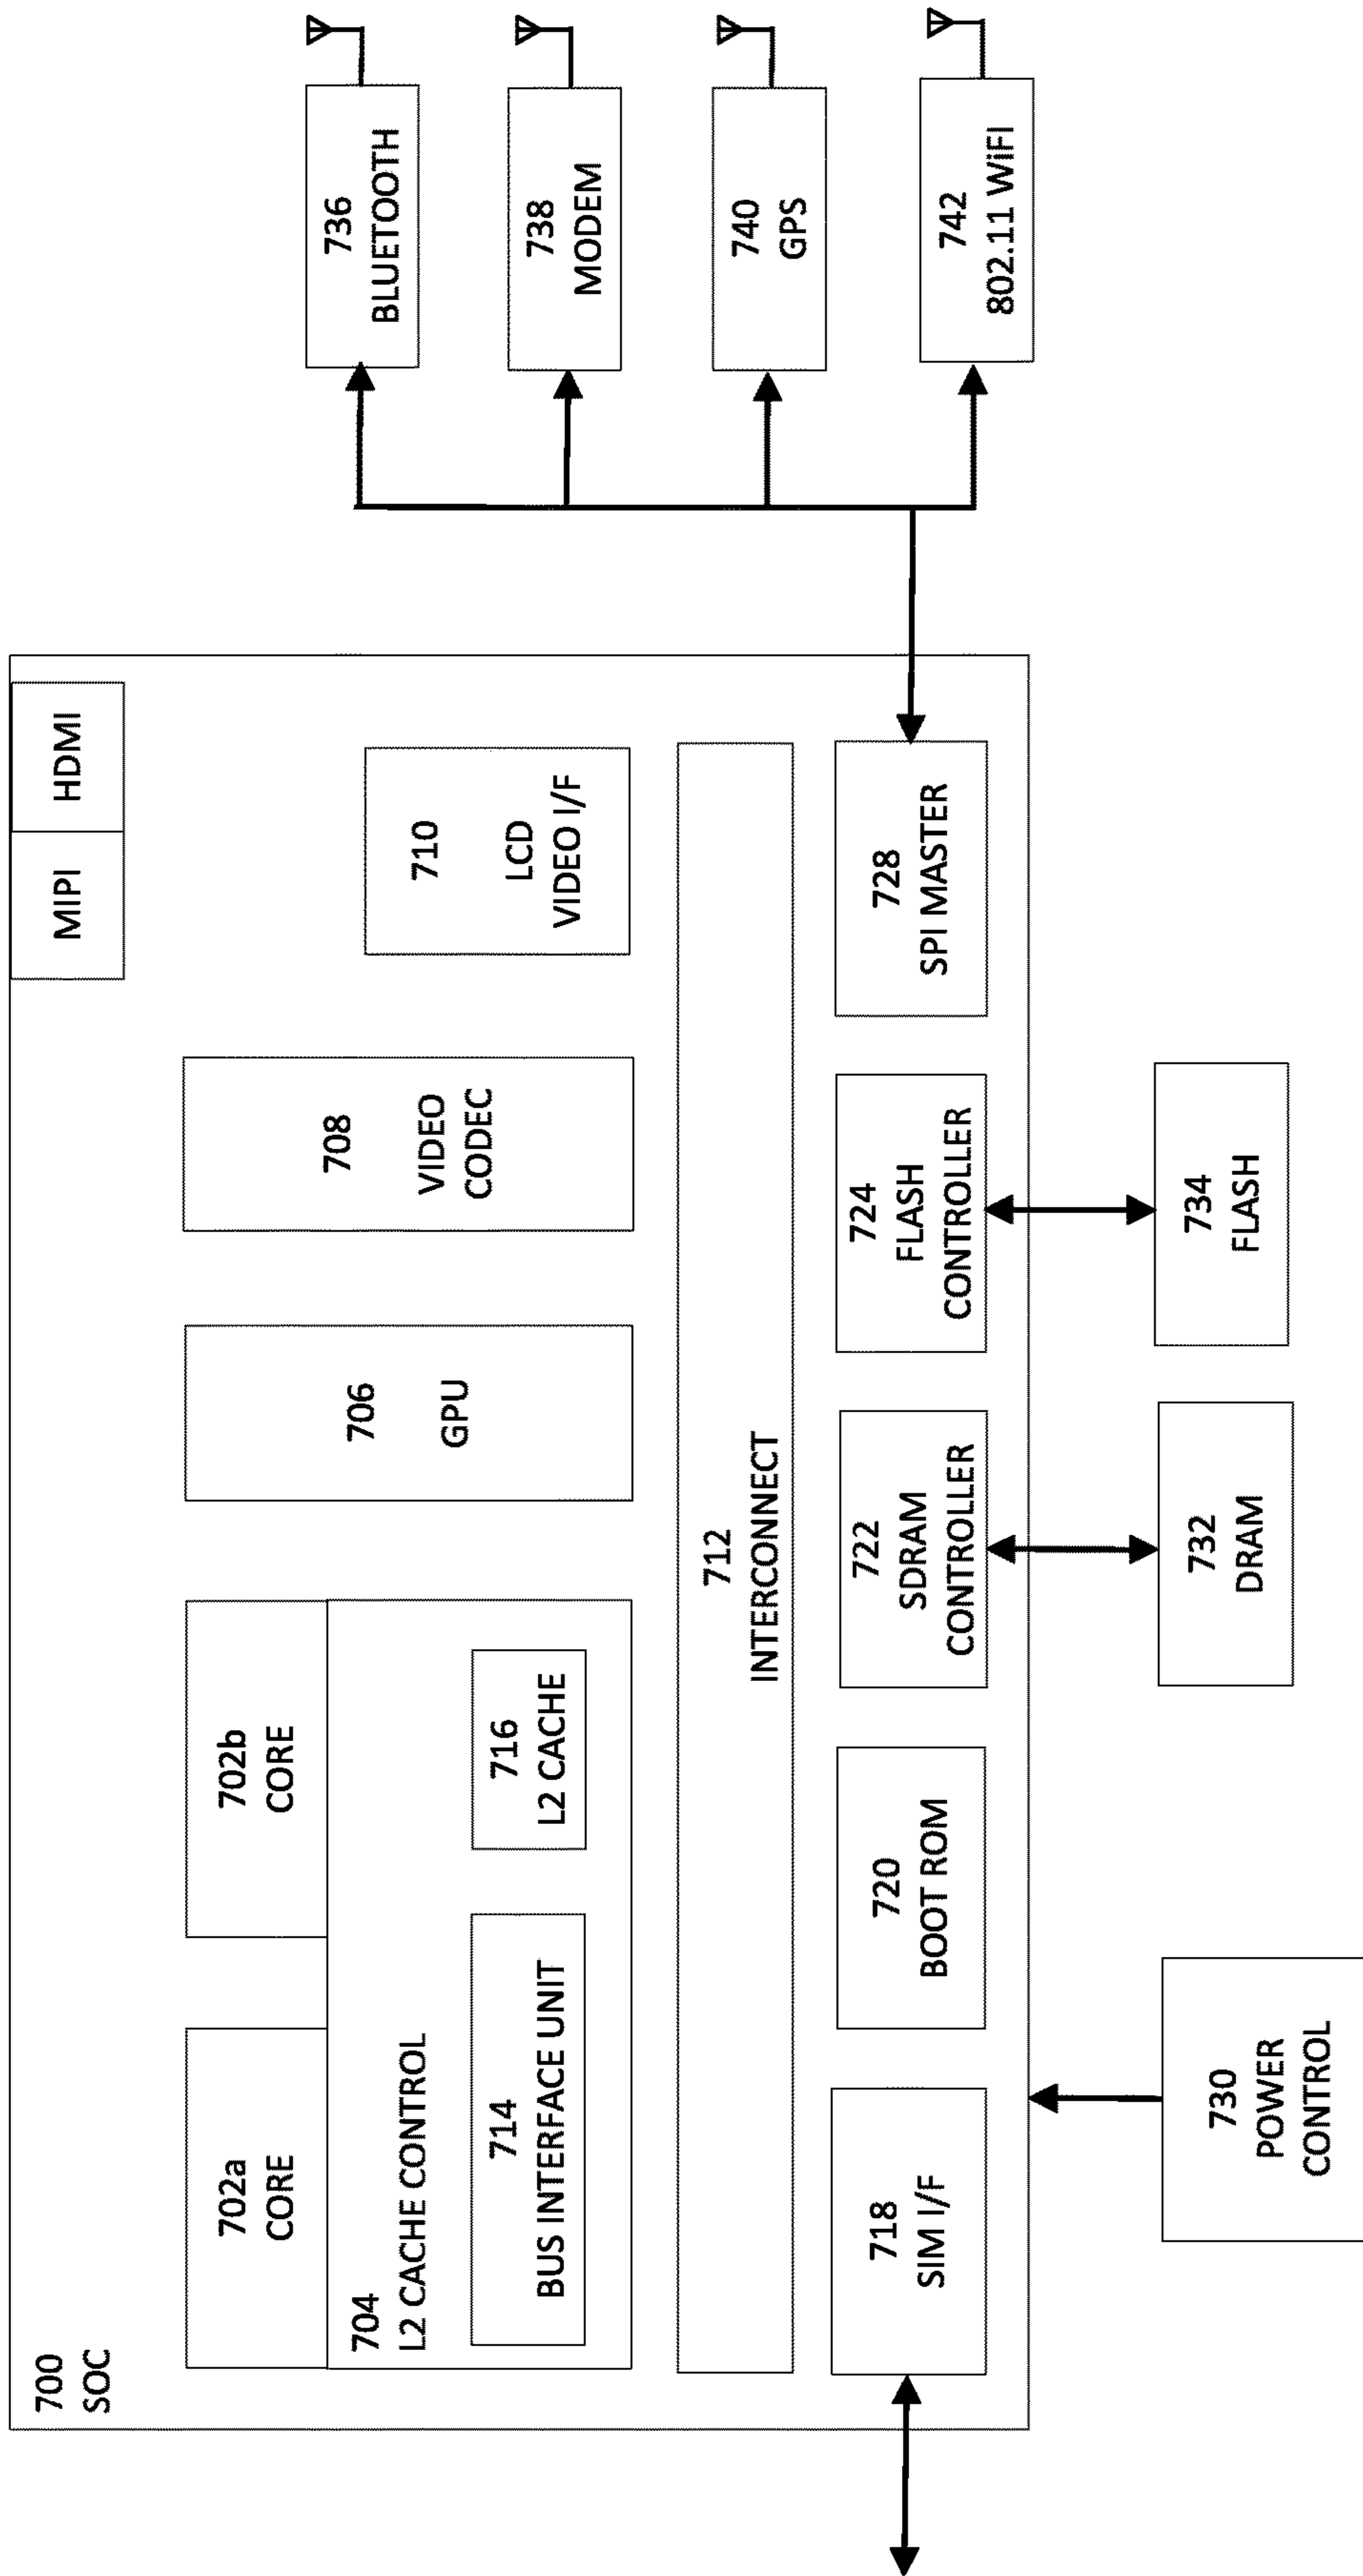 700
SOC
MIPI
HDMI
702a
CORE
702b
CORE
704
L2 CACHE CONTROL
714
BUS INTERFACE UNIT
716
L2 CACHE
706
GPU
708
VIDEO
CODEC
710
LCD
VIDEO I/F
712
INTERCONNECT
718
SIM I/F
720
BOOT ROM
722
SDRAM
CONTROLLER
724
FLASH
CONTROLLER
728
SPI MASTER
730
POWER
CONTROL
732
DRAM
734
FLASH
736
BLUETOOTH
738
MODEM
740
GPS
742
802.11 WiFI